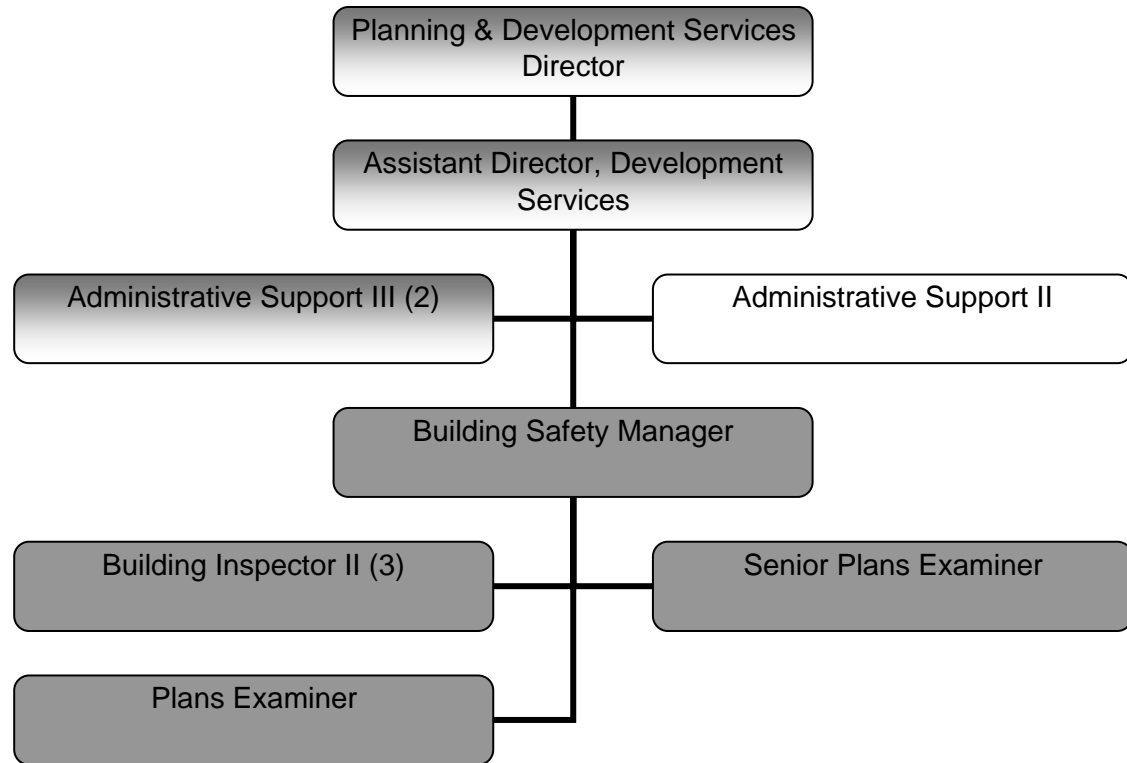 Planning & Development Services
Director
Assistant Director, Development
Services
Administrative Support III (2)
Administrative Support II
Building Safety Manager
Building Inspector II (3)
Senior Plans Examiner
Plans Examiner